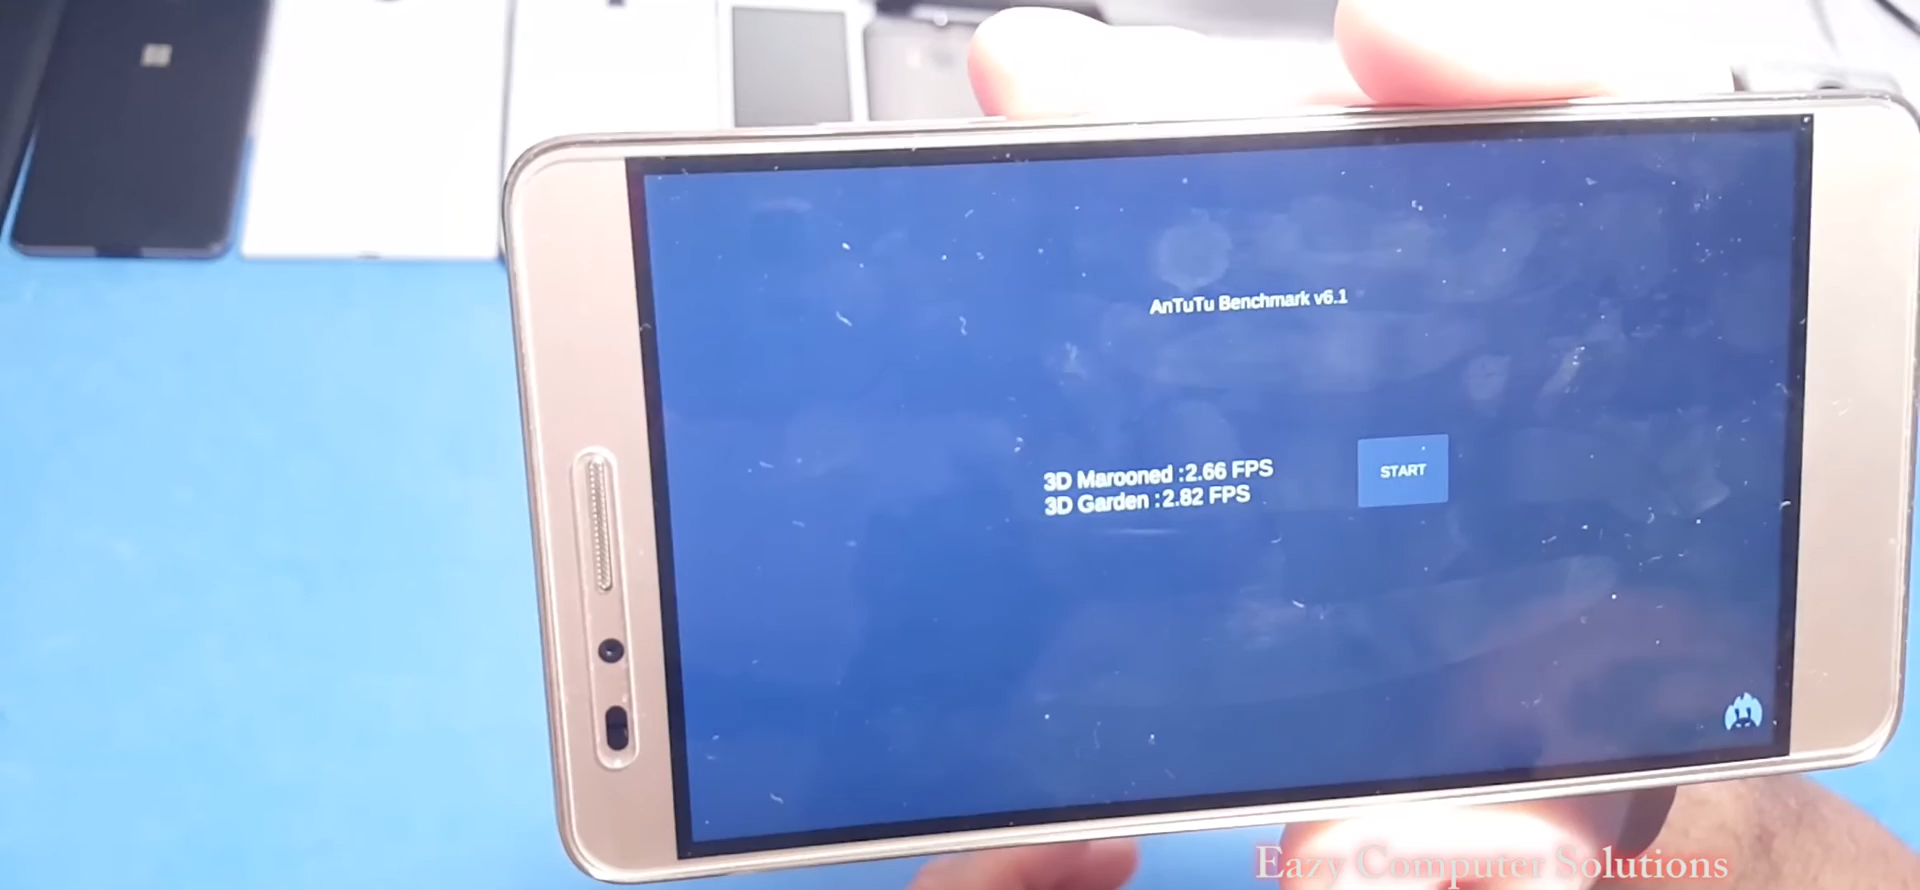 AnTuTu Benchmark v6.1
3D Marooned :2.66 FPS
3D Garden :2.82 FPS
START
Eazy Computer Solutions